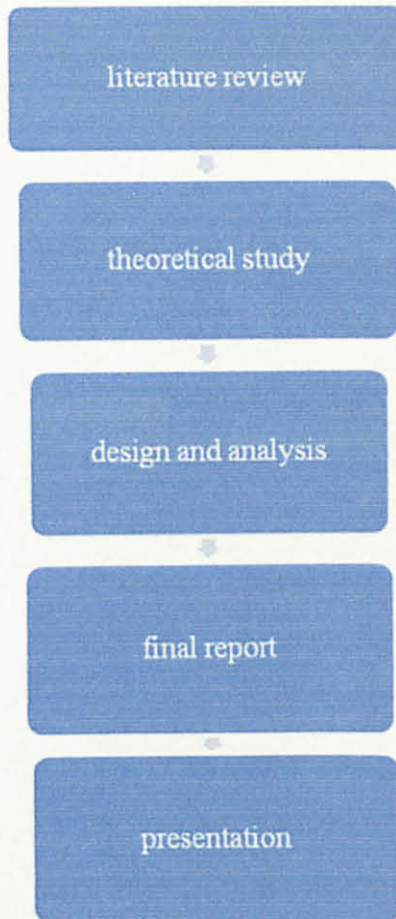 literature review
theoretical study
design and analysis
final report
presentation